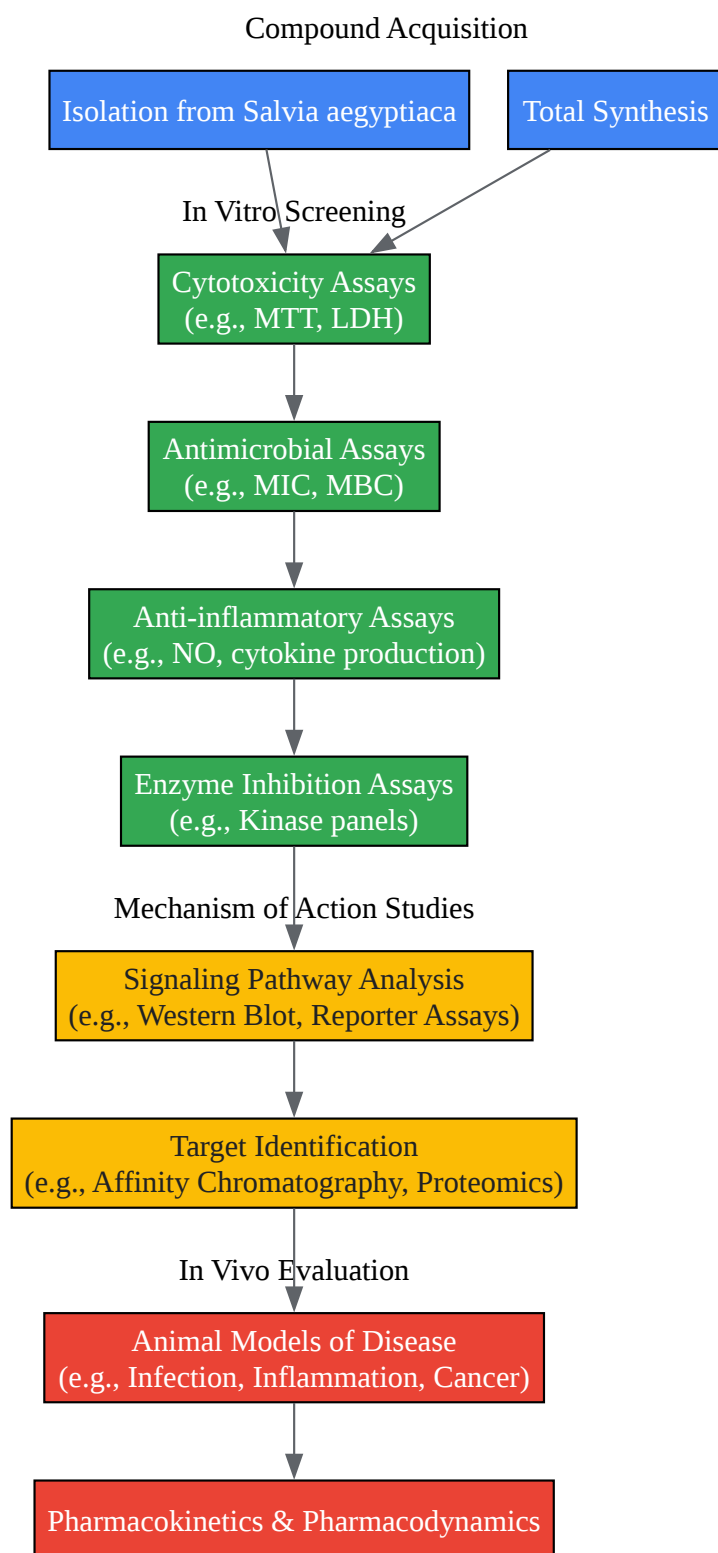 Compound Acquisition
Isolation from Salvia aegyptiaca
Total Synthesis
In Vitro Screening
Cytotoxicity Assays
(e.g., MTT, LDH)
Antimicrobial Assays
(e.g., MIC, MBC)
Anti-inflammatory Assays
(e.g., NO, cytokine production)
Enzyme Inhibition Assays
(e.g., Kinase panels)
Mechanism of Action Studies
Signaling Pathway Analysis
(e.g., Western Blot, Reporter Assays)
Target Identification
(e.g., Affinity Chromatography, Proteomics)
In Vivo Evaluation
Animal Models of Disease
(e.g., Infection, Inflammation, Cancer)
Pharmacokinetics & Pharmacodynamics